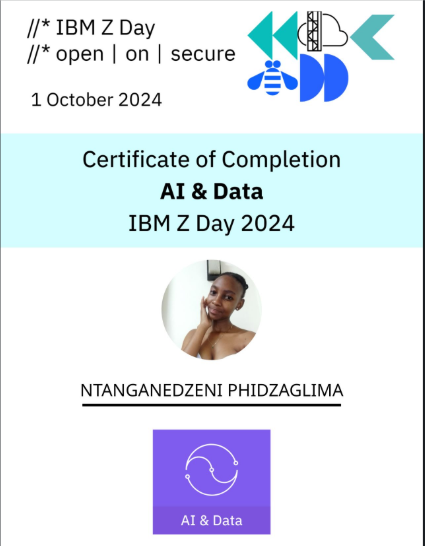 //* IBM Z Day
//* open | on | secure
1 October 2024
Certificate of Completion
AI & Data
IBM Z Day 2024
NTANGANEDZENI PHIDZAGLIMA
AI & Data